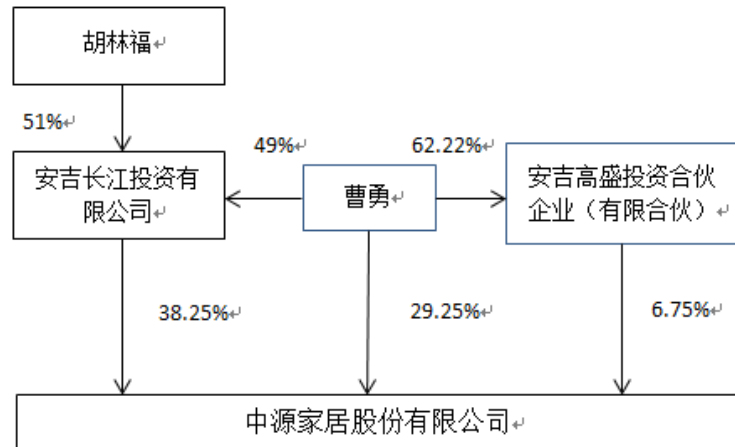 胡林福↵
51%↵
49%↵
62.22%↵
安吉长江投资有
限公司↵
曹勇↵
安吉高盛投资合伙
企业（有限合伙）↵
38.25%↵
29.25%↵
6.75%↵
中源家居股份有限公司↵